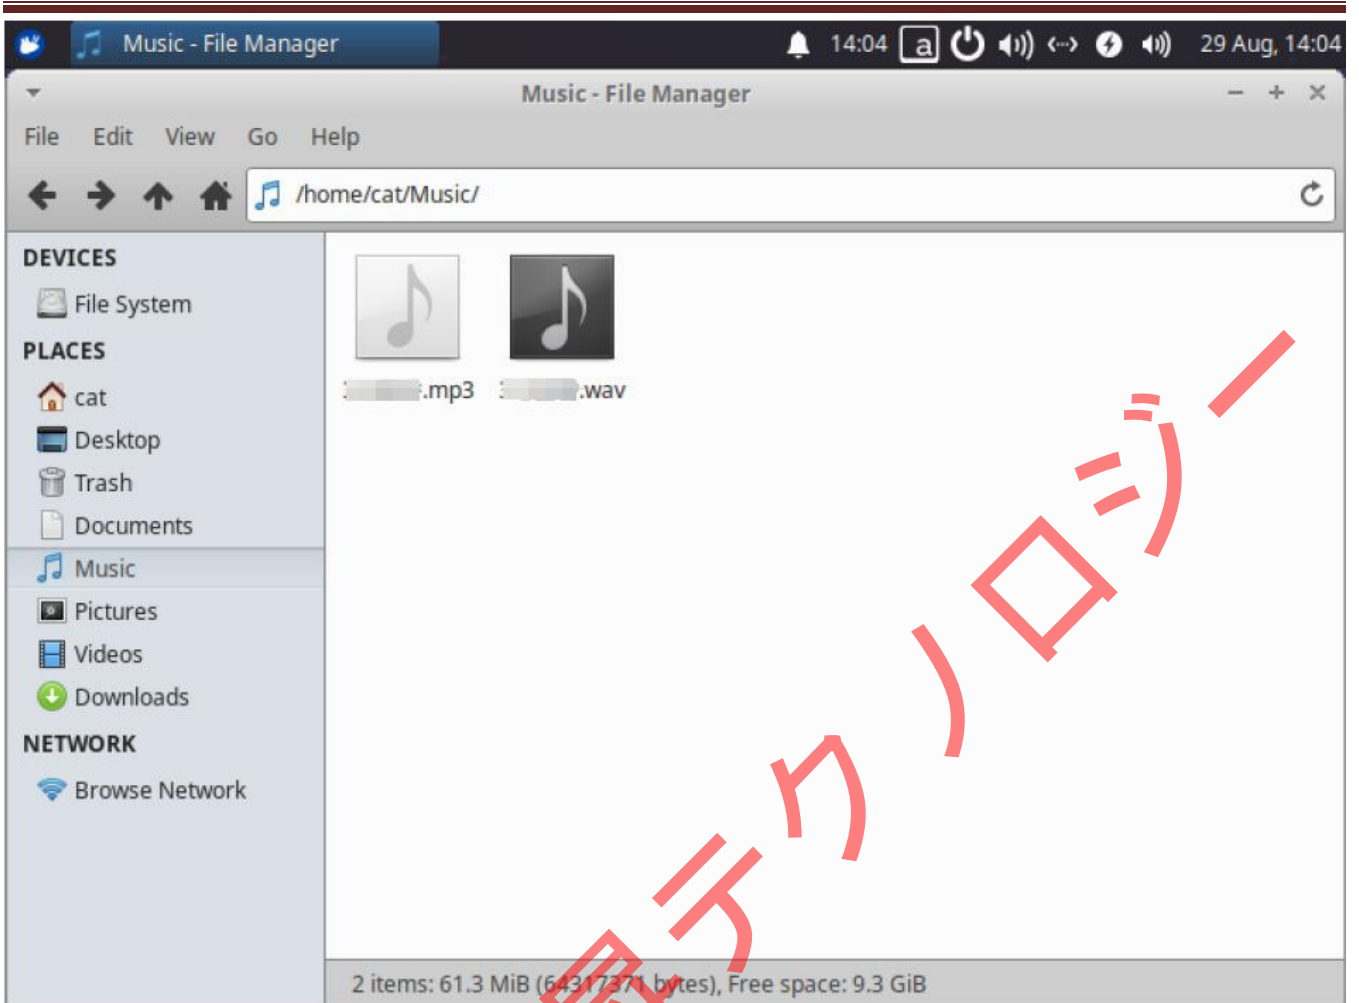 Music - File Manager
14:04
a
29 Aug, 14:04
Music - File Manager
File Edit View Go Help
/home/cat/Music/
DEVICES
File System
PLACES
cat
Desktop
Trash
Documents
Music
Pictures
Videos
Downloads
NETWORK
Browse Network
.mp3
.wav
2 items: 61.3 MiB (64317371 bytes), Free space: 9.3 GiB
テクノロジー